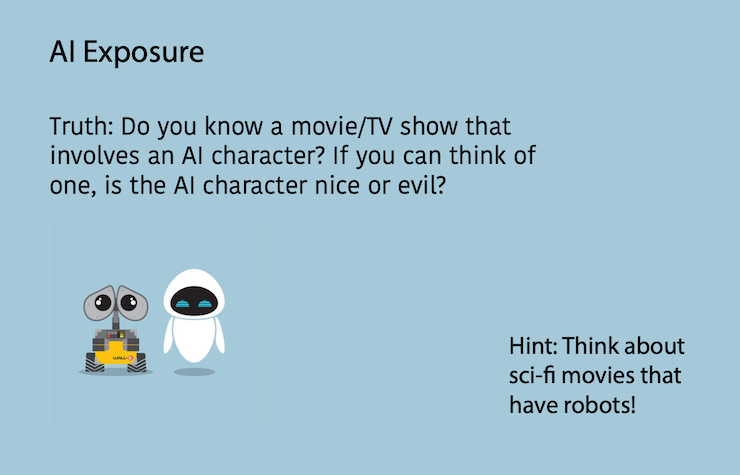 AI Exposure
Truth: Do you know a movie/TV show that
involves an AI character? If you can think of
one, is the AI character nice or evil?
WALL•E
Hint: Think about
sci-fi movies that
have robots!